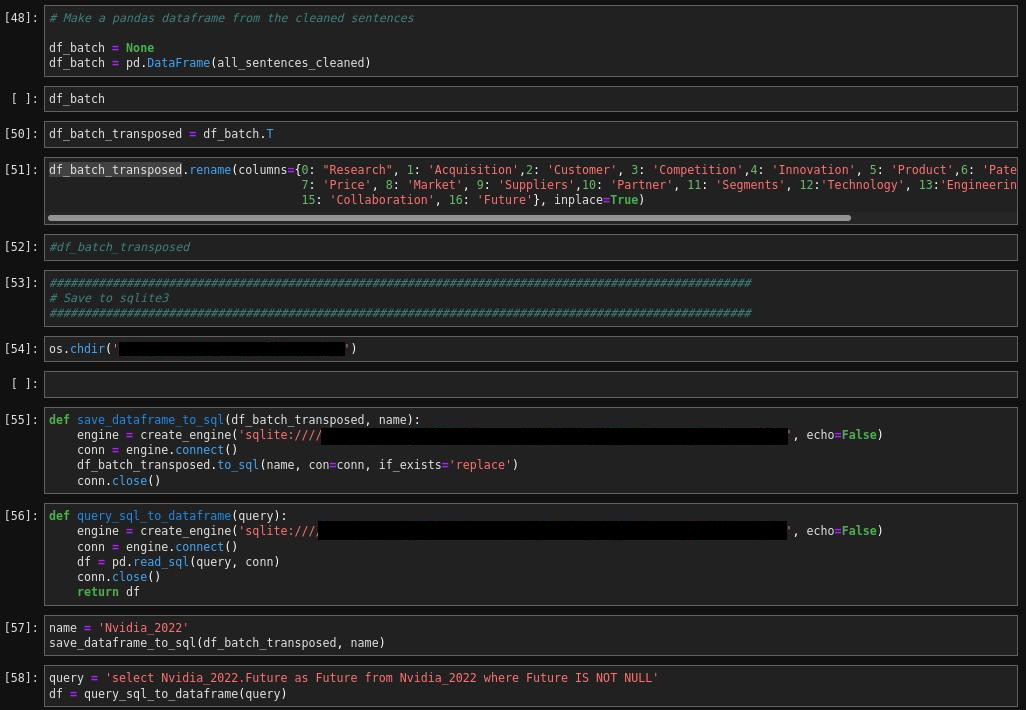 [48]: # Make a pandas dataframe from the cleaned sentences
df_batch = None
df_batch = pd.DataFrame(all_sentences_cleaned)
[ ]: df_batch
[50]: df_batch_transposed = df_batch.T
[51]: df_batch_transposed.rename(columns={0: "Research", 1: 'Acquisition',2: 'Customer', 3: 'Competition',4: 'Innovation', 5: 'Product',6: 'Pate
7: 'Price', 8: 'Market', 9: 'Suppliers',10: 'Partner', 11: 'Segments', 12:'Technology', 13:'Engineerin
15: 'Collaboration', 16: 'Future'}, inplace=True)
[52]: #df_batch_transposed
[53]: ####################################################################################################
# Save to sqlite3
####################################################################################################
[54]: os.chdir('')
[ ]:
[55]: def save_dataframe_to_sql(df_batch_transposed, name):
engine = create_engine('sqlite:////', echo=False)
conn = engine.connect()
df_batch_transposed.to_sql(name, con=conn, if_exists='replace')
conn.close()
[56]: def query_sql_to_dataframe(query):
engine = create_engine('sqlite:////', echo=False)
conn = engine.connect()
df = pd.read_sql(query, conn)
conn.close()
return df
[57]: name = 'Nvidia_2022'
save_dataframe_to_sql(df_batch_transposed, name)
[58]: query = 'select Nvidia_2022.Future as Future from Nvidia_2022 where Future IS NOT NULL'
df = query_sql_to_dataframe(query)